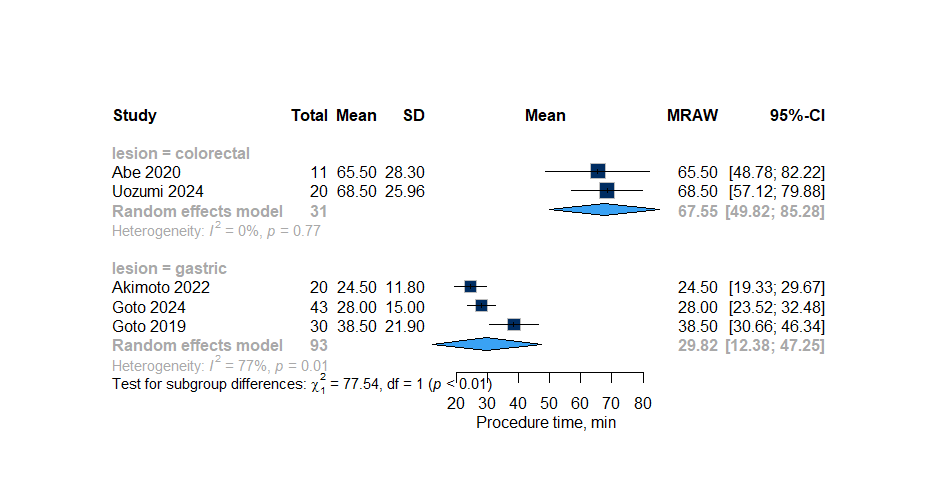 Study Total Mean SD Mean MRAW 95%-CI
lesion = colorectal
Abe 2020 11 65.50 28.30 65.50 [48.78; 82.22]
Uozumi 2024 20 68.50 25.96 68.50 [57.12; 79.88]
Random effects model 31 67.55 [49.82; 85.28]
Heterogeneity: I² = 0%, p = 0.77
lesion = gastric
Akimoto 2022 20 24.50 11.80 24.50 [19.33; 29.67]
Goto 2024 43 28.00 15.00 28.00 [23.52; 32.48]
Goto 2019 30 38.50 21.90 38.50 [30.66; 46.34]
Random effects model 93 29.82 [12.38; 47.25]
Heterogeneity: I² = 77%, p = 0.01
Test for subgroup differences: χ²₁ = 77.54, df = 1 (p < 0.01)
20 30 40 50 60 70 80
Procedure time, min